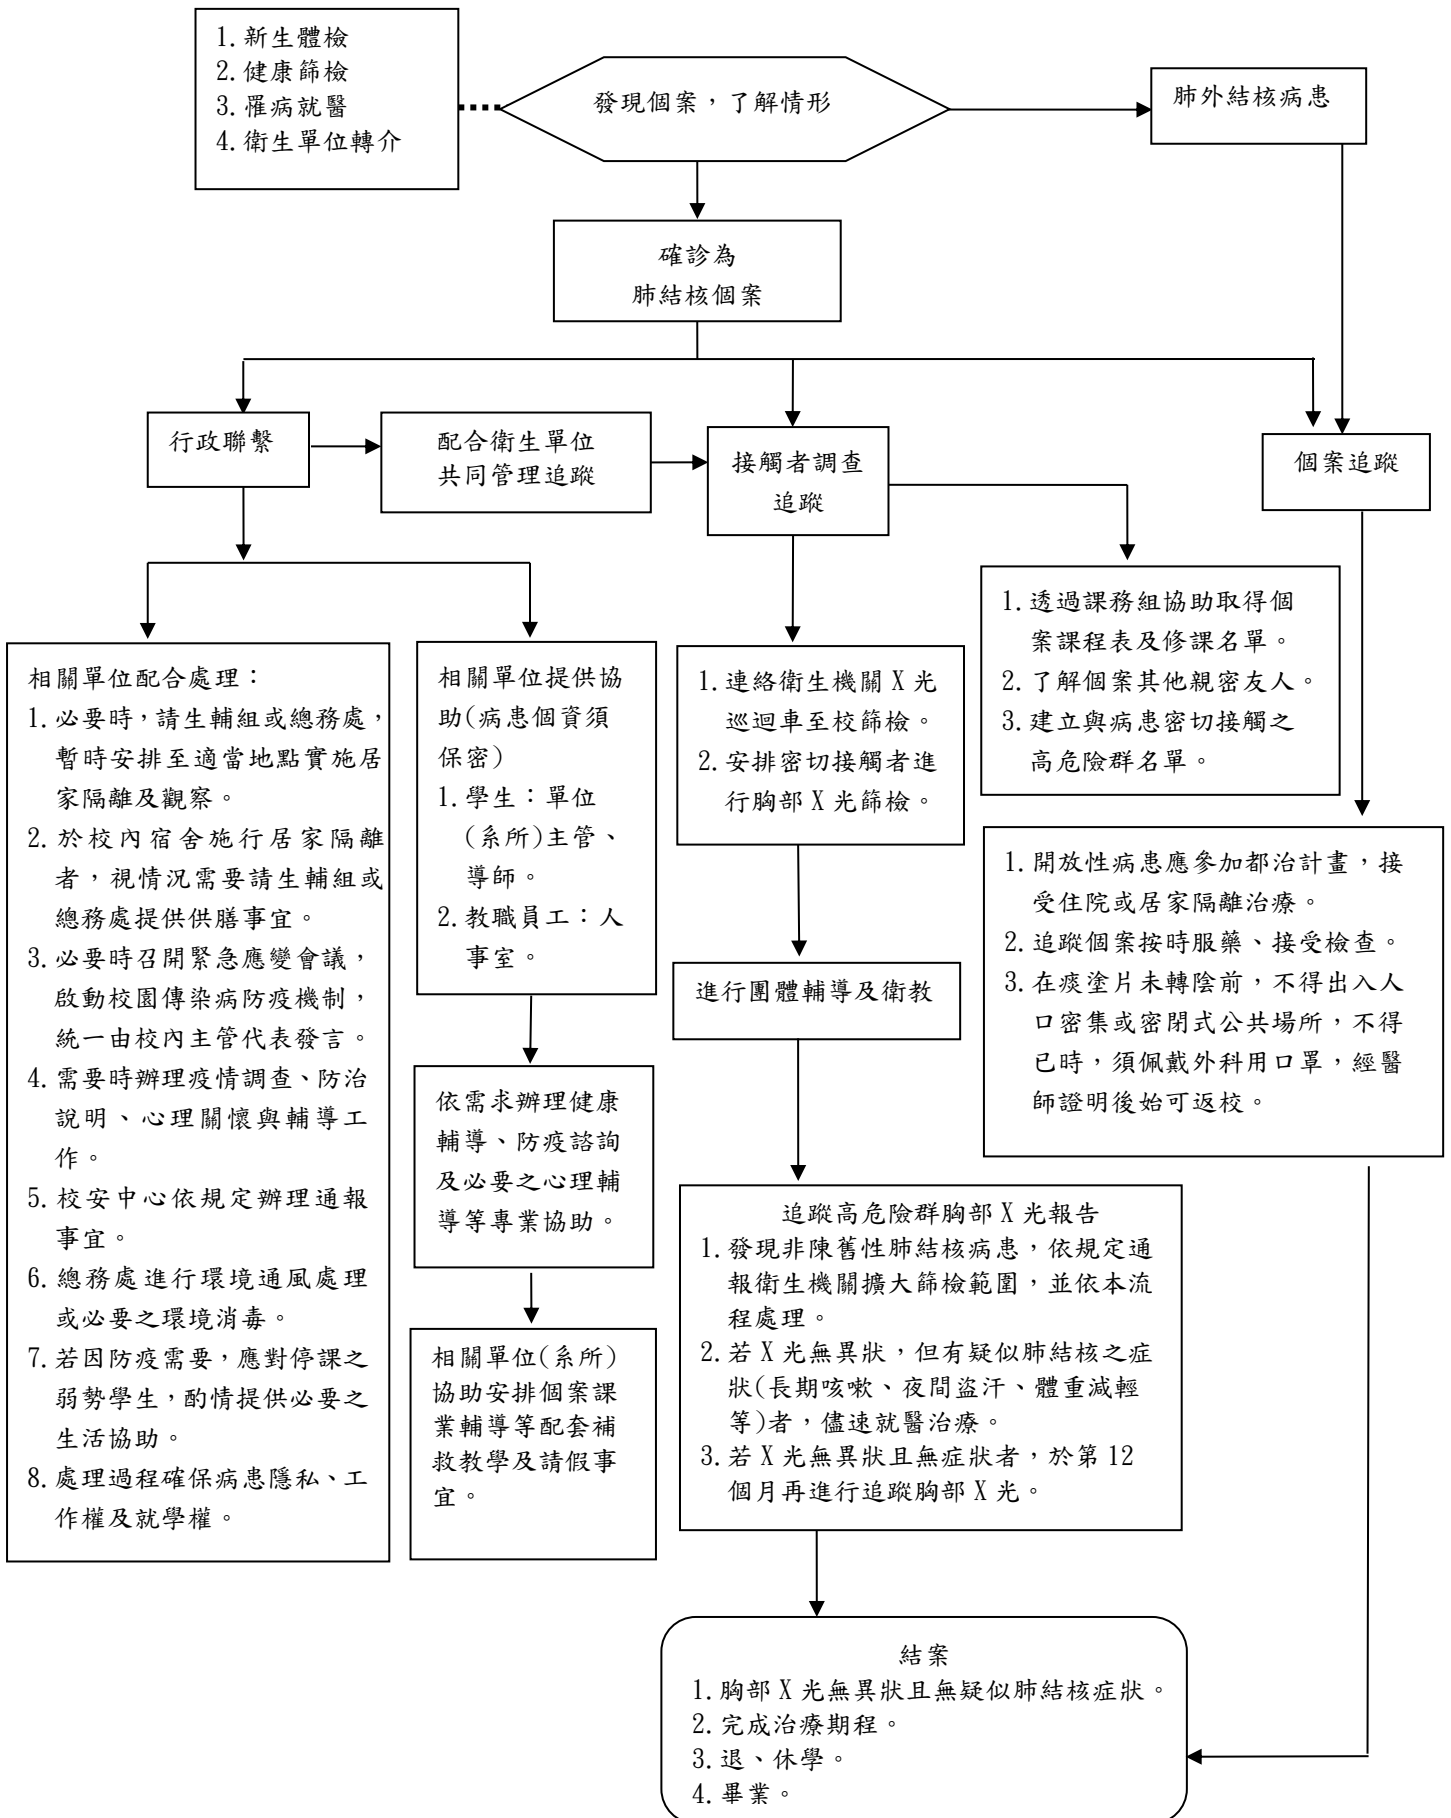 1.新生體檢
2.健康篩檢
3.罹病就醫
4.衛生單位轉介
發現個案，了解情形
肺外結核病患
確診為
肺結核個案
行政聯繫
配合衛生單位
共同管理追蹤
接觸者調查
追蹤
個案追蹤
相關單位配合處理：
1.必要時，請生輔組或總務處，
暫時安排至適當地點實施居
家隔離及觀察。
2.於校內宿舍施行居家隔離
者，視情況需要請生輔組或
總務處提供供膳事宜。
3.必要時召開緊急應變會議，
啟動校園傳染病防疫機制，
統一由校內主管代表發言。
4.需要時辦理疫情調查、防治
說明、心理關懷與輔導工
作。
5.校安中心依規定辦理通報
事宜。
6.總務處進行環境通風處理
或必要之環境消毒。
7.若因防疫需要，應對停課之
弱勢學生，酌情提供必要之
生活協助。
8.處理過程確保病患隱私、工
作權及就學權。
相關單位提供協
助(病患個資須
保密)
1.學生：單位
(系所)主管、
導師。
2.教職員工：人
事室。
依需求辦理健康
輔導、防疫諮詢
及必要之心理輔
導等專業協助。
相關單位(系所)
協助安排個案課
業輔導等配套補
救教學及請假事
宜。
1.連絡衛生機關 X 光
巡迴車至校篩檢。
2.安排密切接觸者進
行胸部 X 光篩檢。
進行團體輔導及衛教
追蹤高危險群胸部 X 光報告
1.發現非陳舊性肺結核病患，依規定通
報衛生機關擴大篩檢範圍，並依本流
程處理。
2.若 X 光無異狀，但有疑似肺結核之症
狀(長期咳嗽、夜間盜汗、體重減輕
等)者，儘速就醫治療。
3.若 X 光無異狀且無症狀者，於第 12
個月再進行追蹤胸部 X 光。
1.透過課務組協助取得個
案課程表及修課名單。
2.了解個案其他親密友人。
3.建立與病患密切接觸之
高危險群名單。
1.開放性病患應參加都治計畫，接
受住院或居家隔離治療。
2.追蹤個案按時服藥、接受檢查。
3.在痰塗片未轉陰前，不得出入人
口密集或密閉式公共場所，不得
已時，須佩戴外科用口罩，經醫
師證明後始可返校。
結案
1.胸部 X 光無異狀且無疑似肺結核症狀。
2.完成治療期程。
3.退、休學。
4.畢業。